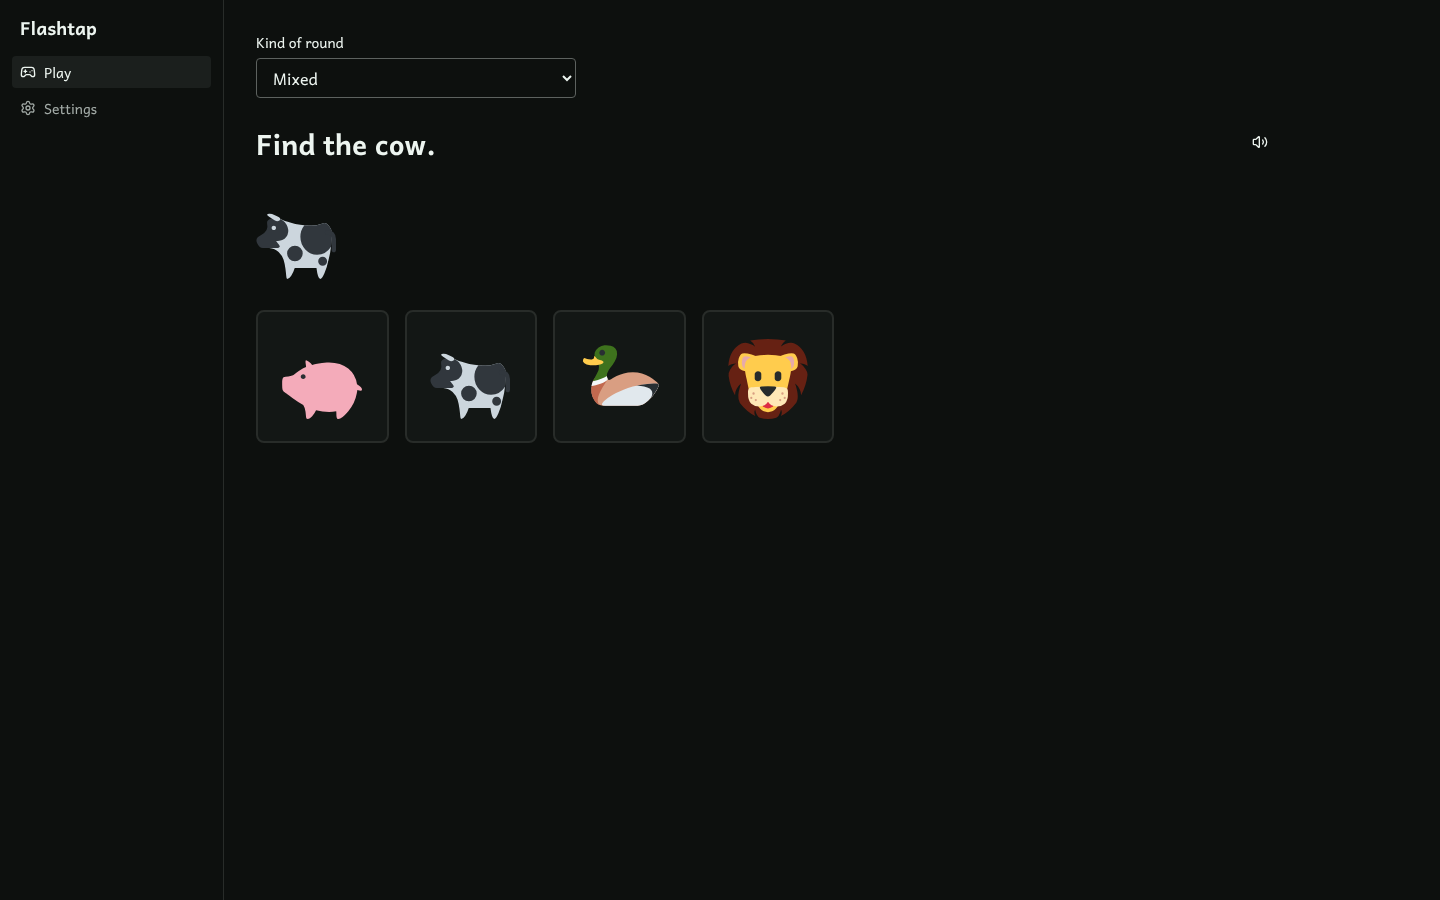 Flashtap
Play
Settings
Kind of round
Mixed
Find the cow.